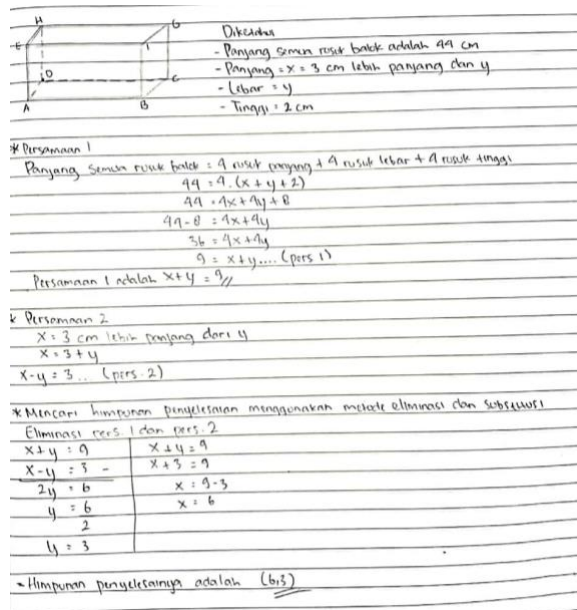 H
G
E
F
D
C
A
B
Diketahui
- Panjang semua rusuk balok adalah 44 cm
- Panjang = x = 3 cm lebih panjang dari y
- Lebar = y
- Tinggi = 2 cm
* Persamaan 1
Panjang semua rusuk balok = 4 rusuk panjang + 4 rusuk lebar + 4 rusuk tinggi
44 = 4. (x + y + 2)
44 = 4x + 4y + 8
44 - 8 = 4x + 4y
36 = 4x + 4y
9 = x + y .... (pers 1)
Persamaan 1 adalah x + y = 9 //
* Persamaan 2
x = 3 cm lebih panjang dari y
x = 3 + y
x - y = 3 .. (pers. 2)
* Mencari himpunan penyelesaian menggunakan metode eliminasi dan substitusi
Eliminasi pers. 1 dan pers. 2
x + y = 9
x - y = 3 -
2y = 6
y = 6
2
y = 3
x + y = 9
x + 3 = 9
x = 9 - 3
x = 6
- Himpunan penyelesainya adalah (6,3)